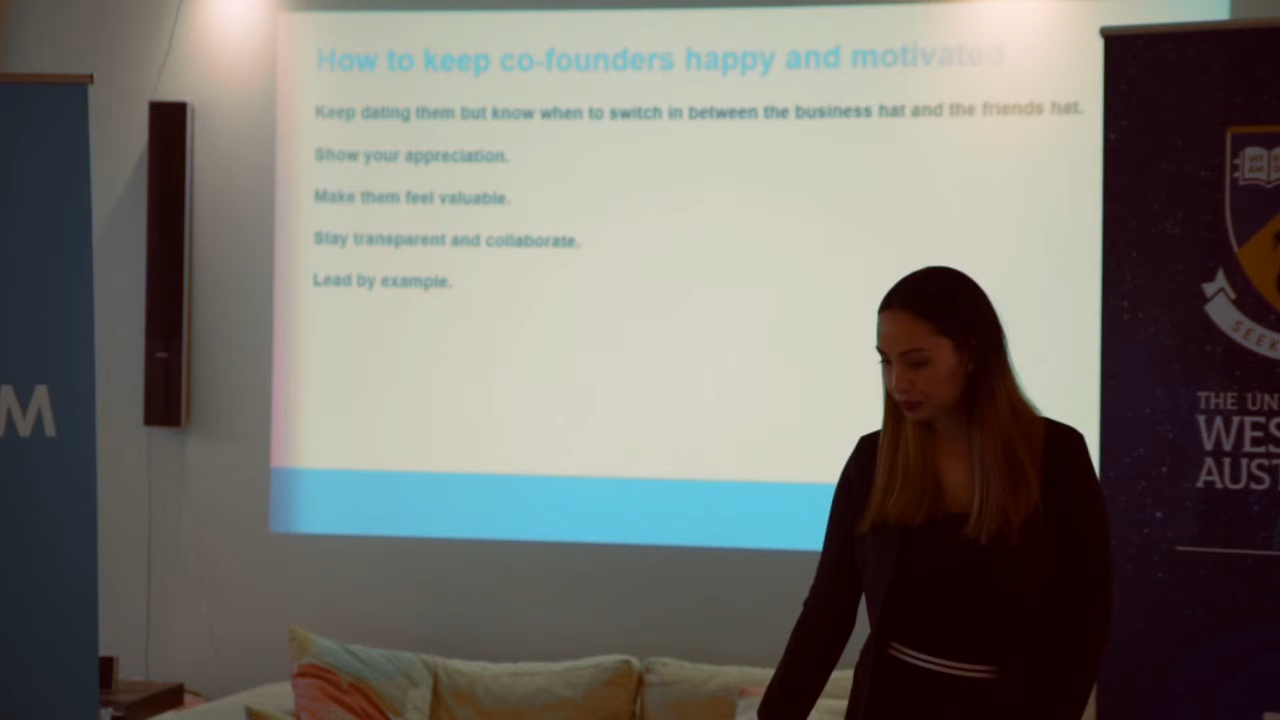 How to keep co-founders happy and motivated
Keep dating them but know when to switch in between the business hat and the friends hat.
Show your appreciation.
Make them feel valuable.
Stay transparent and collaborate.
Lead by example.
M
SEEK
THE UN
WES
AUST